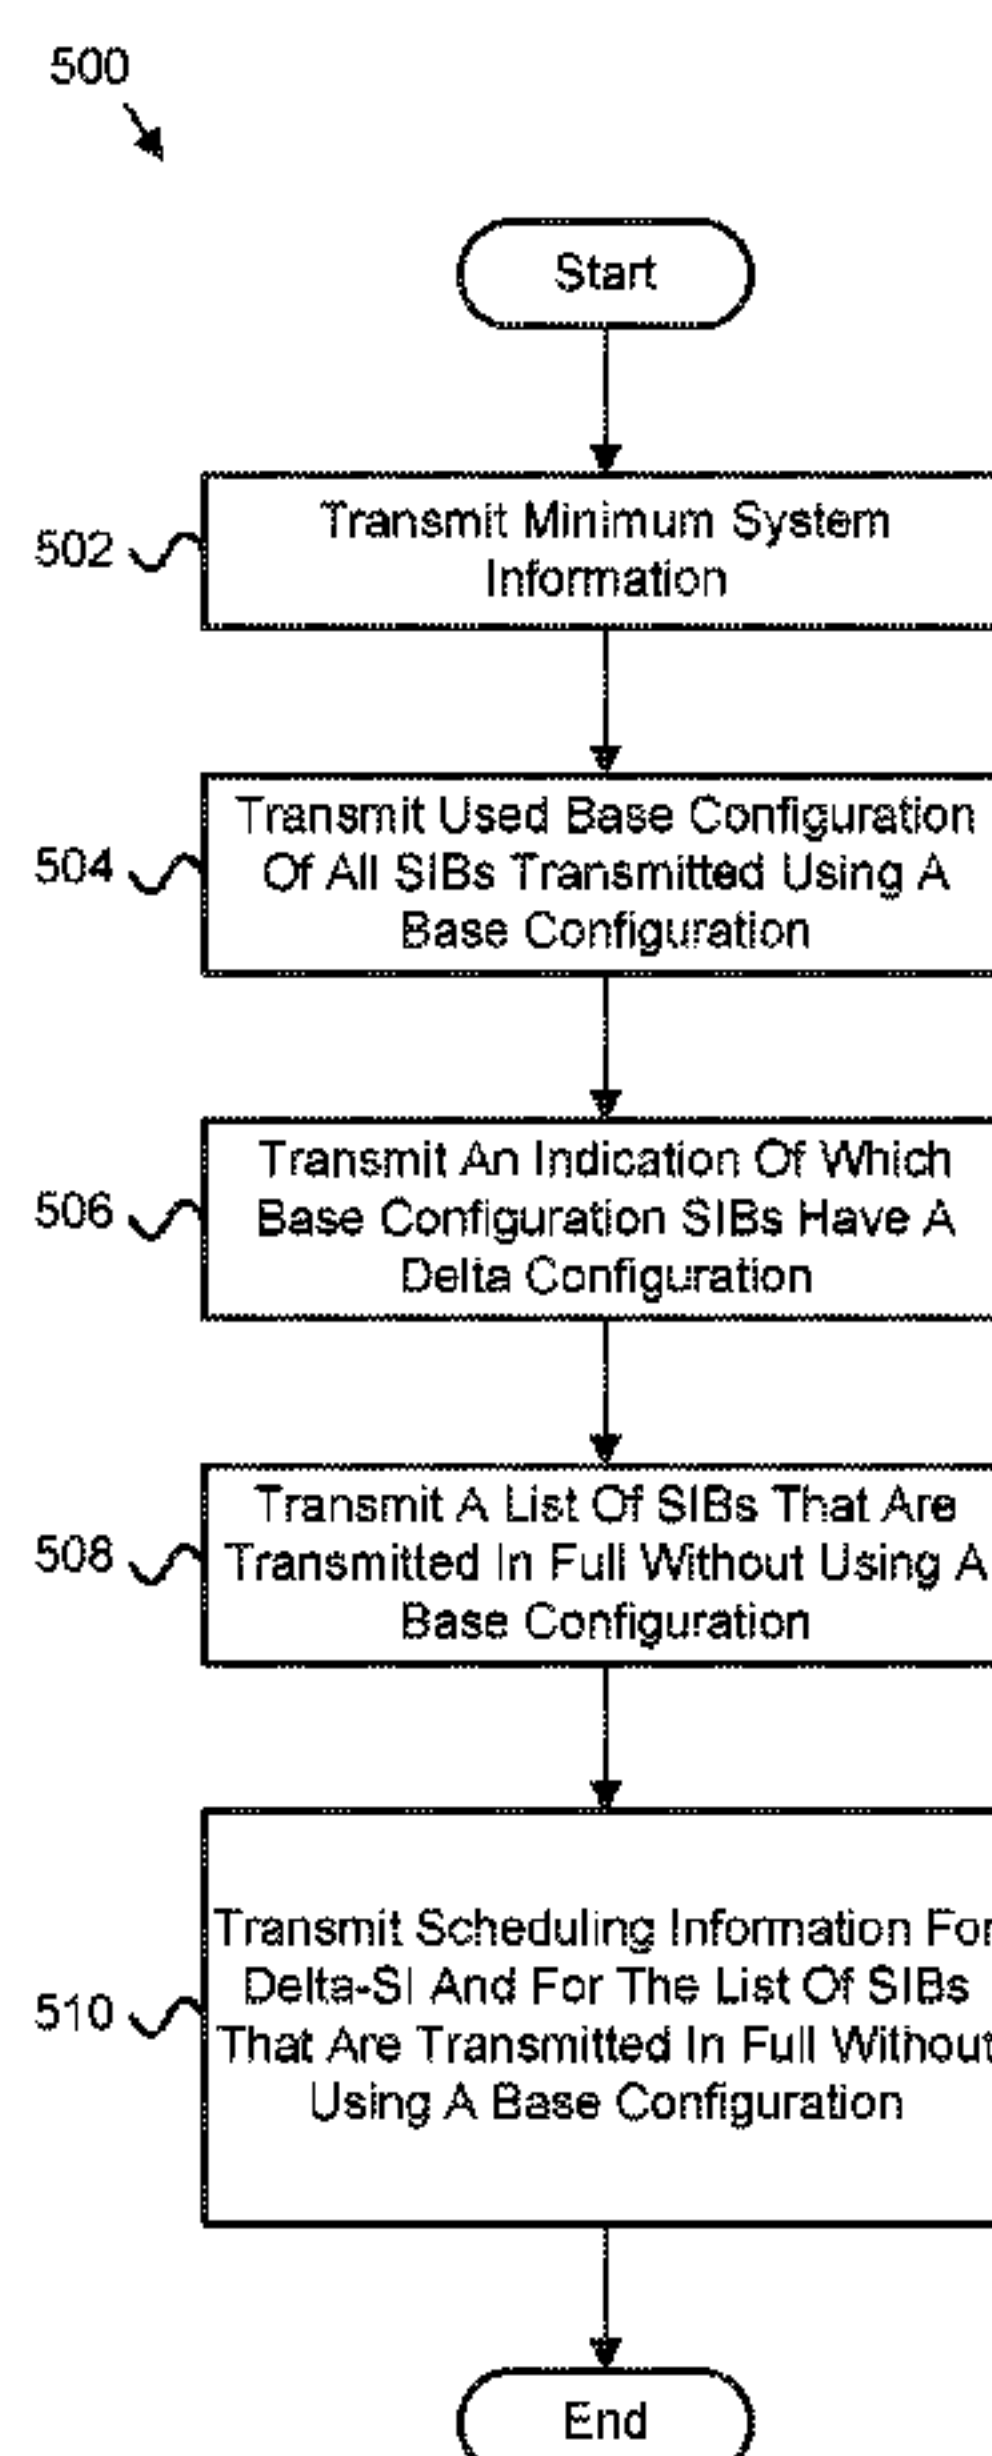 500
Start
502
Transmit Minimum System
Information
504
Transmit Used Base Configuration
Of All SIBs Transmitted Using A
Base Configuration
506
Transmit An Indication Of Which
Base Configuration SIBs Have A
Delta Configuration
508
Transmit A List Of SIBs That Are
Transmitted In Full Without Using A
Base Configuration
510
Transmit Scheduling Information For
Delta-SI And For The List Of SIBs
That Are Transmitted In Full Without
Using A Base Configuration
End